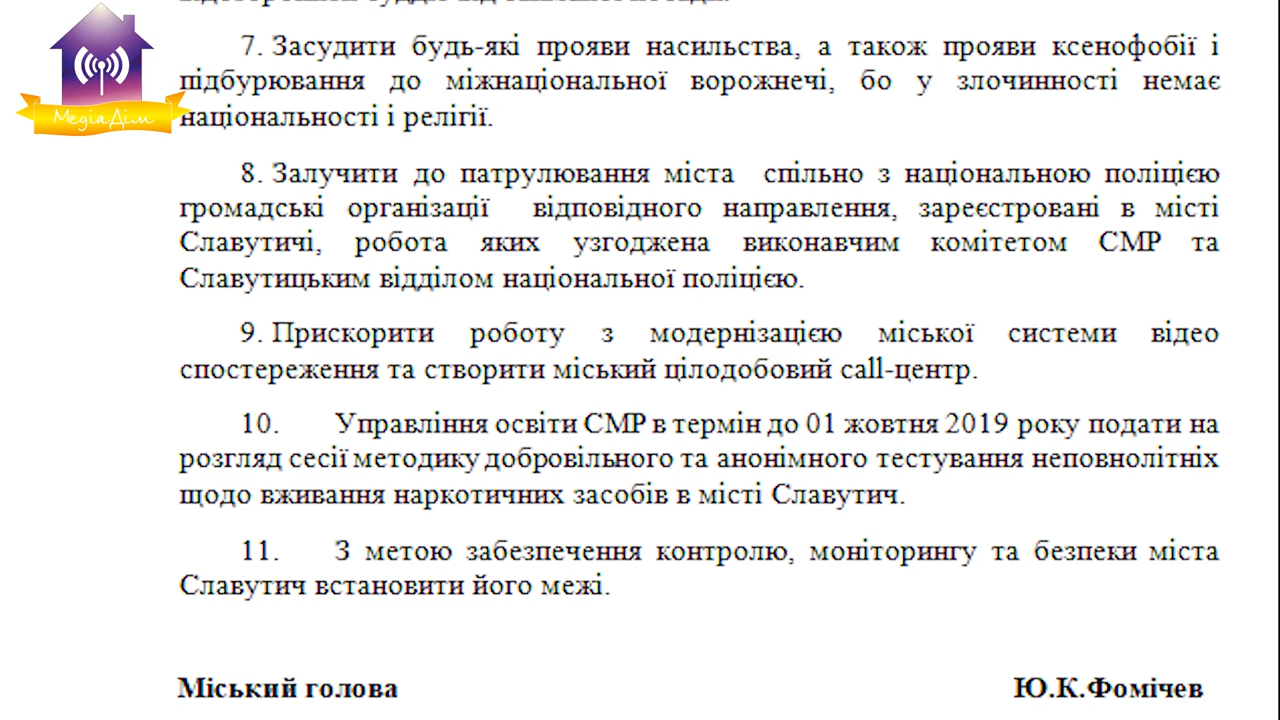 7. Засудити будь-які прояви насильства, а також прояви ксенофобії і
підбурювання до міжнаціональної ворожнечі, бо у злочинності немає
національності і релігії.
МедіаДім
8. Залучити до патрулювання міста спільно з національною поліцією
громадські організації відповідного направлення, зареєстровані в місті
Славутичі, робота яких узгоджена виконавчим комітетом СМР та
Славутицьким відділом національної поліцією.
9. Прискорити роботу з модернізацією міської системи відео
спостереження та створити міський цілодобовий call-центр.
10. Управління освіти СМР в термін до 01 жовтня 2019 року подати на
розгляд сесії методику добровільного та анонімного тестування неповнолітніх
щодо вживання наркотичних засобів в місті Славутич.
11. З метою забезпечення контролю, моніторингу та безпеки міста
Славутич встановити його межі.
Міський голова Ю.К.Фомічев